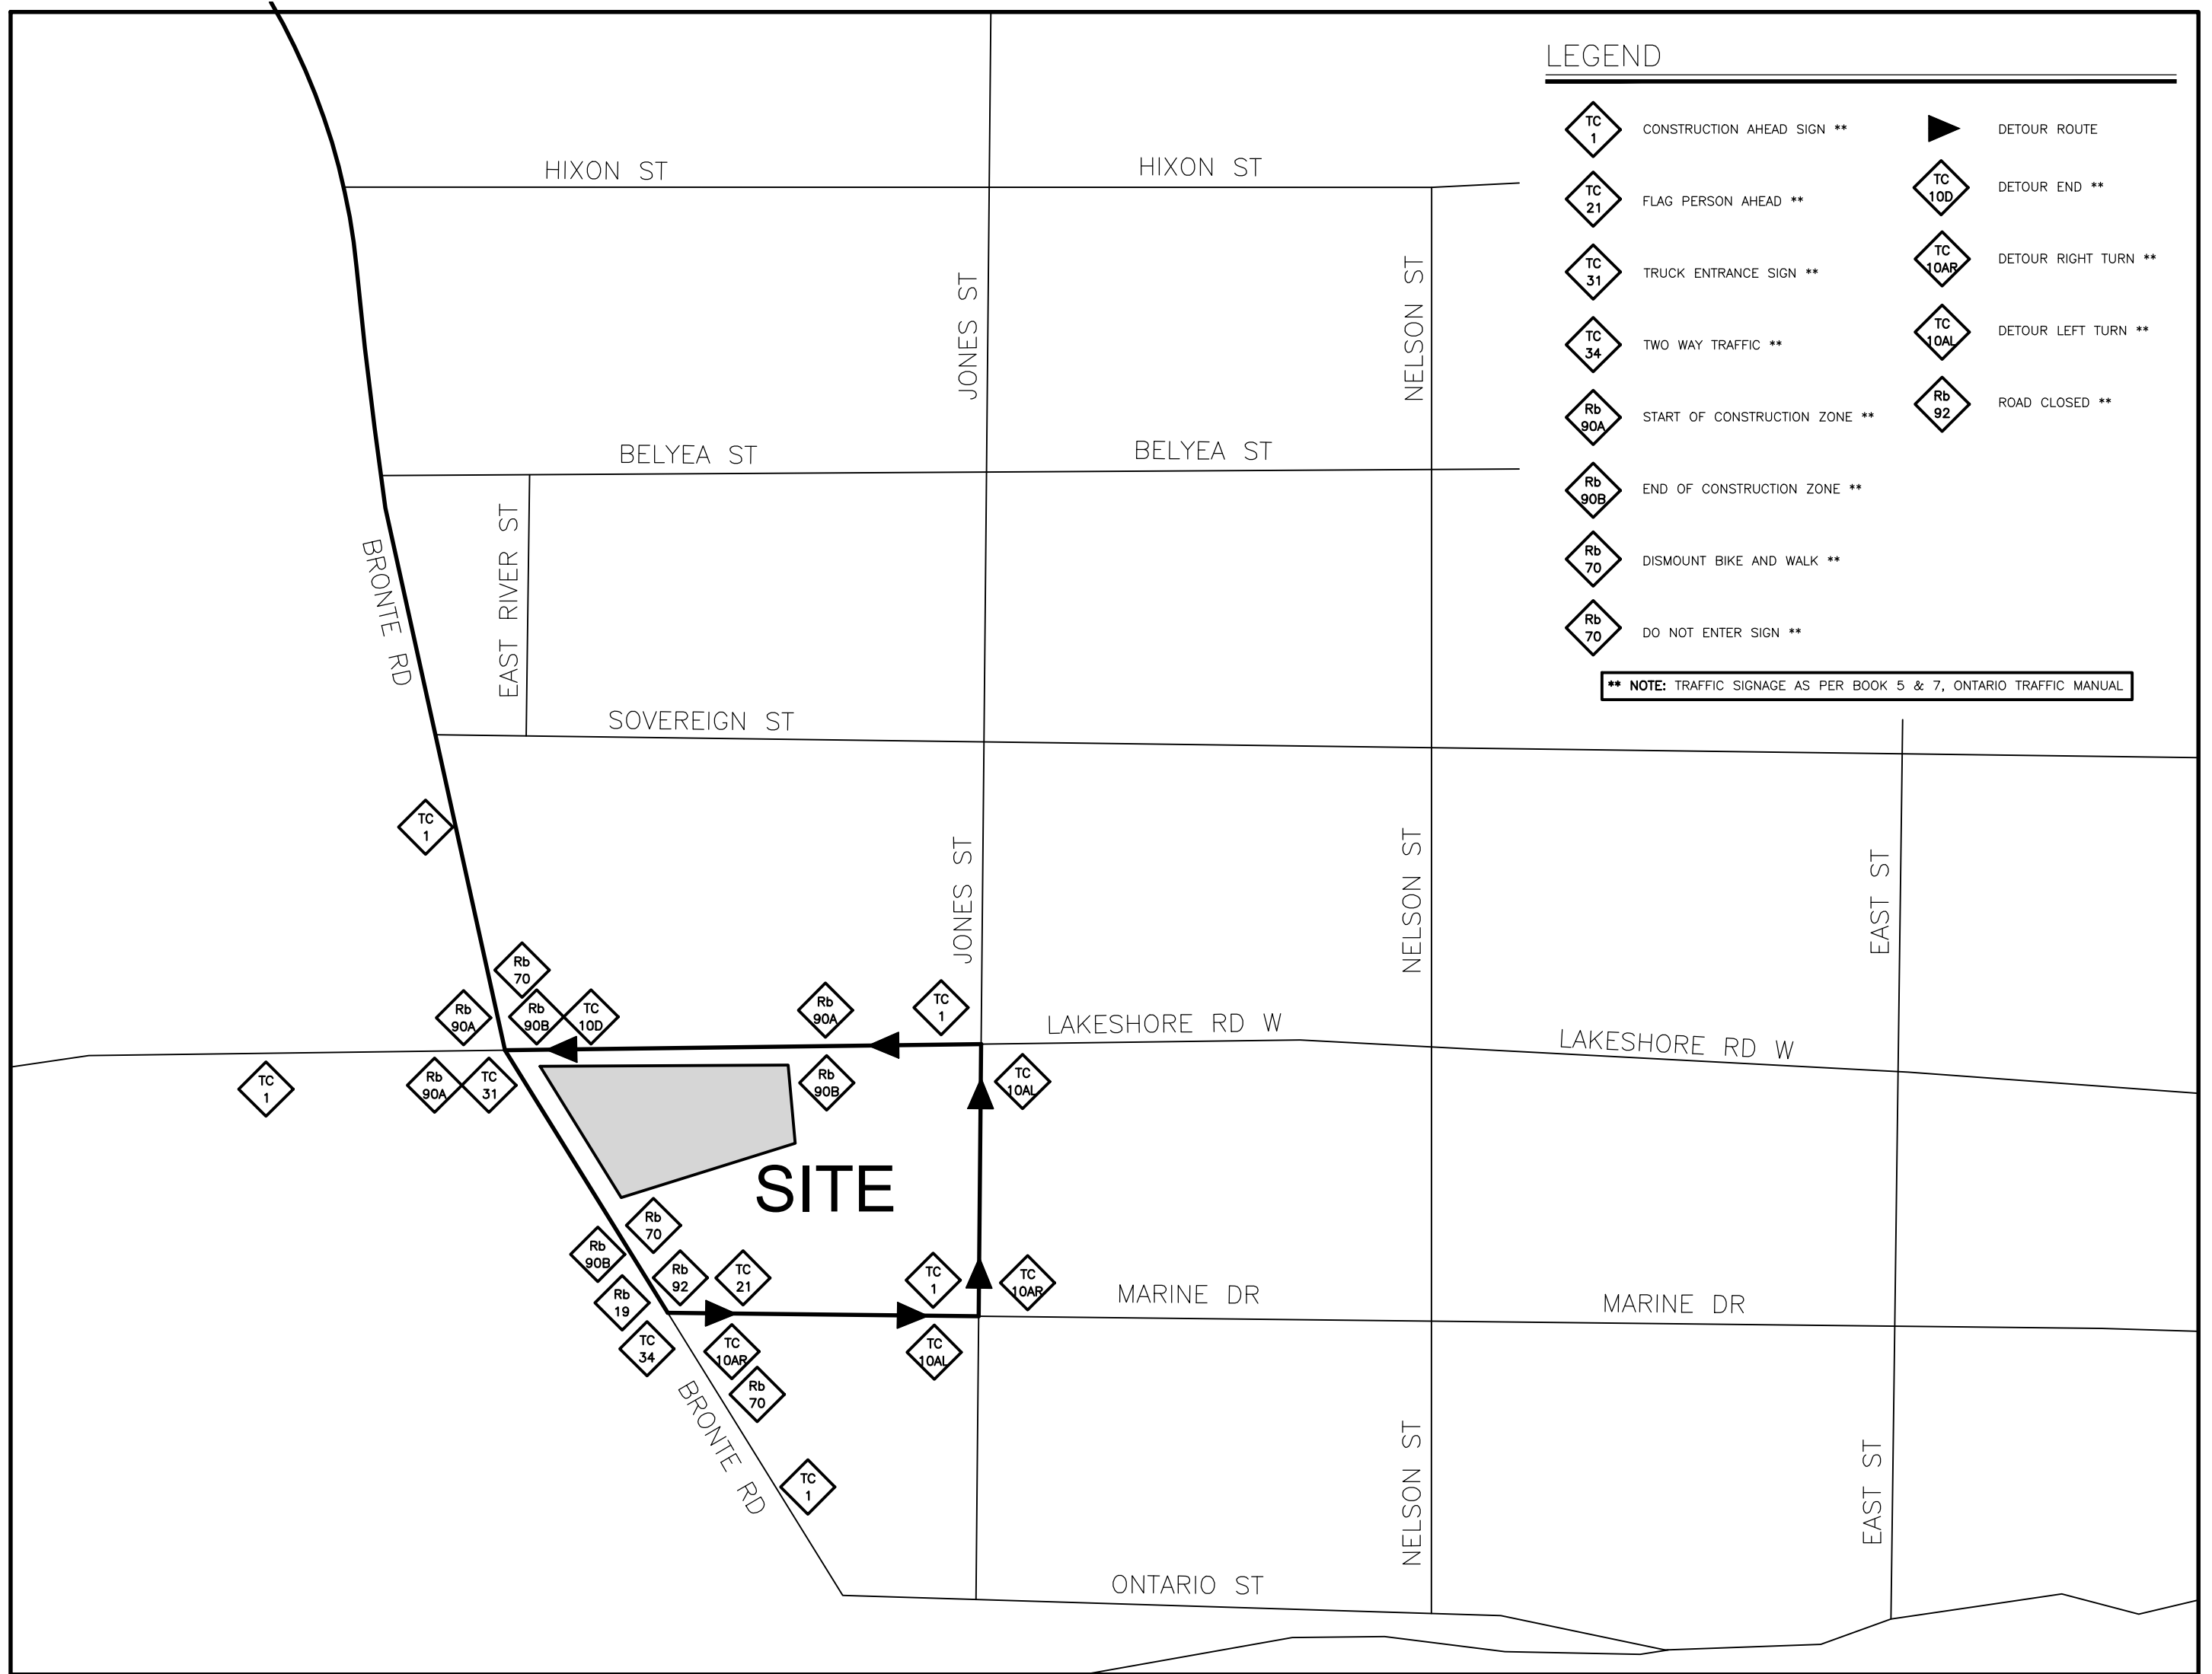 LEGEND
TC
1
CONSTRUCTION AHEAD SIGN **
DETOUR ROUTE
TC
21
FLAG PERSON AHEAD **
TC
10D
DETOUR END **
TC
31
TRUCK ENTRANCE SIGN **
TC
10AR
DETOUR RIGHT TURN **
TC
34
TWO WAY TRAFFIC **
TC
10AL
DETOUR LEFT TURN **
Rb
90A
START OF CONSTRUCTION ZONE **
Rb
92
ROAD CLOSED **
Rb
90B
END OF CONSTRUCTION ZONE **
Rb
70
DISMOUNT BIKE AND WALK **
Rb
70
DO NOT ENTER SIGN **
** NOTE: TRAFFIC SIGNAGE AS PER BOOK 5 & 7, ONTARIO TRAFFIC MANUAL
HIXON ST
HIXON ST
JONES ST
NELSON ST
BELYEA ST
BELYEA ST
EAST RIVER ST
BRONTE RD
SOVEREIGN ST
TC
1
JONES ST
NELSON ST
EAST ST
Rb
70
Rb
90A
Rb
90B
TC
10D
Rb
90A
TC
1
LAKESHORE RD W
LAKESHORE RD W
TC
1
Rb
90A
TC
31
Rb
90B
TC
10AL
SITE
Rb
70
Rb
90B
Rb
92
TC
21
TC
1
TC
10AR
MARINE DR
MARINE DR
Rb
19
TC
34
TC
10AR
TC
10AL
Rb
70
BRONTE RD
TC
1
NELSON ST
EAST ST
ONTARIO ST